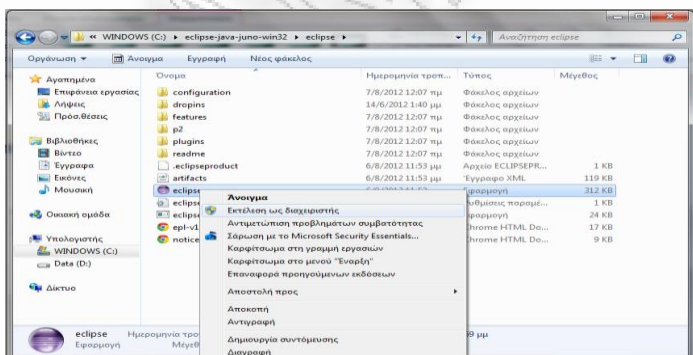 « WINDOWS (C:) ▸ eclipse-java-juno-win32 ▸ eclipse ▸
Αναζήτηση eclipse
Οργάνωση Άνοιγμα Εγγραφή Νέος φάκελος
Αγαπημένα
Επιφάνεια εργασίας
Λήψεις
Πρόσ.θέσεις
Βιβλιοθήκες
Βίντεο
Έγγραφα
Εικόνες
Μουσική
Οικιακή ομάδα
Υπολογιστής
WINDOWS (C:)
Data (D:)
Δίκτυο
Όνομα Ημερομηνία τροπ... Τύπος Μέγεθος
configuration 7/8/2012 12:07 πμ Φάκελος αρχείων
dropins 14/6/2012 1:40 μμ Φάκελος αρχείων
features 7/8/2012 12:07 πμ Φάκελος αρχείων
p2 7/8/2012 12:07 πμ Φάκελος αρχείων
plugins 7/8/2012 12:07 πμ Φάκελος αρχείων
readme 7/8/2012 12:07 πμ Φάκελος αρχείων
.eclipseproduct 6/8/2012 11:53 μμ Αρχείο ECLIPSEPR... 1 KB
artifacts 6/8/2012 11:53 μμ Έγγραφο XML 119 KB
eclipse 312 KB
eclipse 1 KB
eclipse 24 KB
epl-v1 Chrome HTML Do... 17 KB
notice Chrome HTML Do... 9 KB
Άνοιγμα
Εκτέλεση ως διαχειριστής
Αντιμετώπιση προβλημάτων συμβατότητας
Σάρωση με το Microsoft Security Essentials...
Καρφίτσωμα στη γραμμή εργασιών
Καρφίτσωμα στο μενού "Έναρξη"
Επαναφορά προηγούμενων εκδόσεων
Αποστολή προς
Αποκοπή
Αντιγραφή
Δημιουργία συντόμευσης
Διαγραφή
eclipse Ημερομηνία τρο
Εφαρμογή Μέγεθ